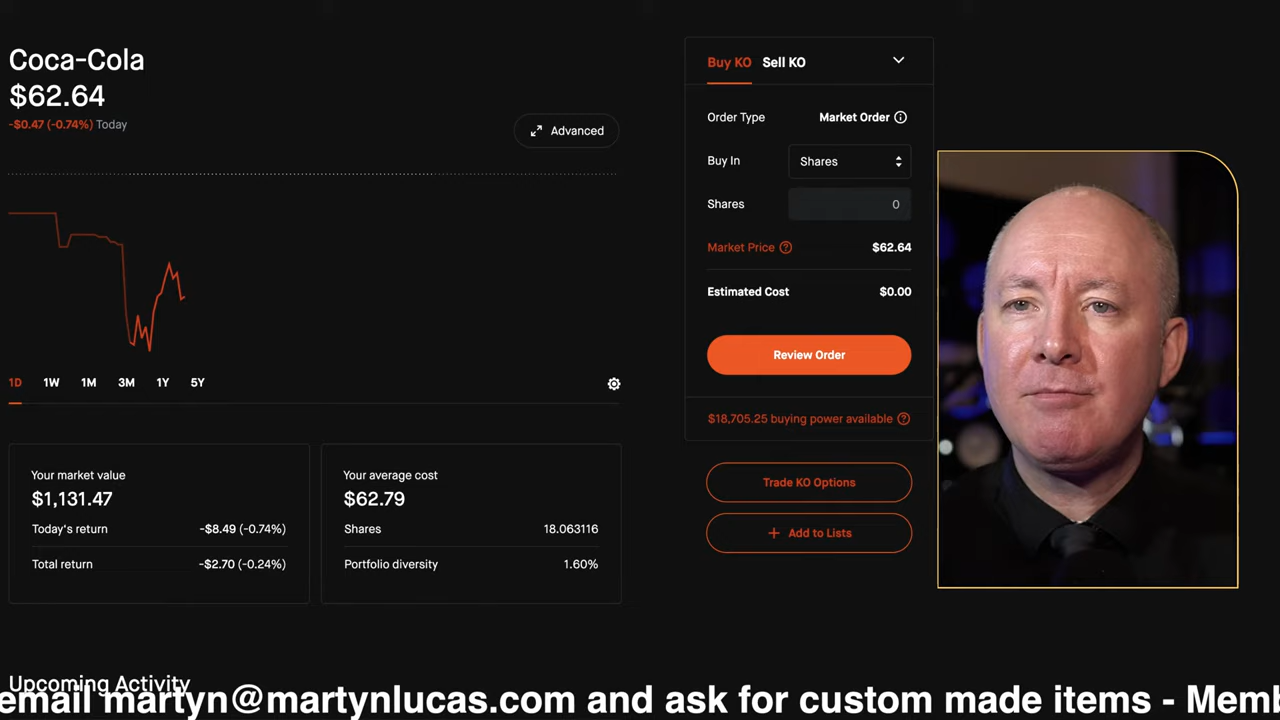 Coca-Cola
$62.64
-$0.47 (-0.74%) Today
Advanced
1D 1W 1M 3M 1Y 5Y
Your market value
$1,131.47
Today's return -$8.49 (-0.74%)
Total return -$2.70 (-0.24%)
Your average cost
$62.79
Shares 18.063116
Portfolio diversity 1.60%
Buy KO Sell KO
Order Type Market Order
Buy In Shares
Shares 0
Market Price $62.64
Estimated Cost $0.00
Review Order
$18,705.25 buying power available
Trade KO Options
+ Add to Lists
Upcoming Activity
email martyn@martynlucas.com and ask for custom made items - Memb